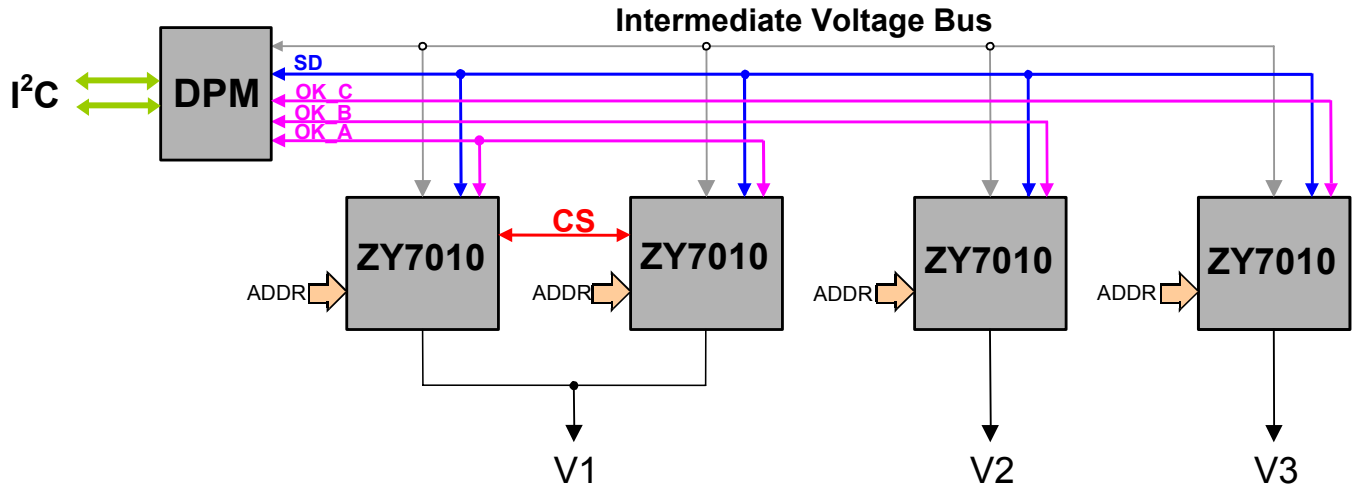 Intermediate Voltage Bus
I²C
DPM
SD
OK_C
OK_B
OK_A
CS
ZY7010
ZY7010
ZY7010
ZY7010
ADDR
ADDR
ADDR
ADDR
V1
V2
V3